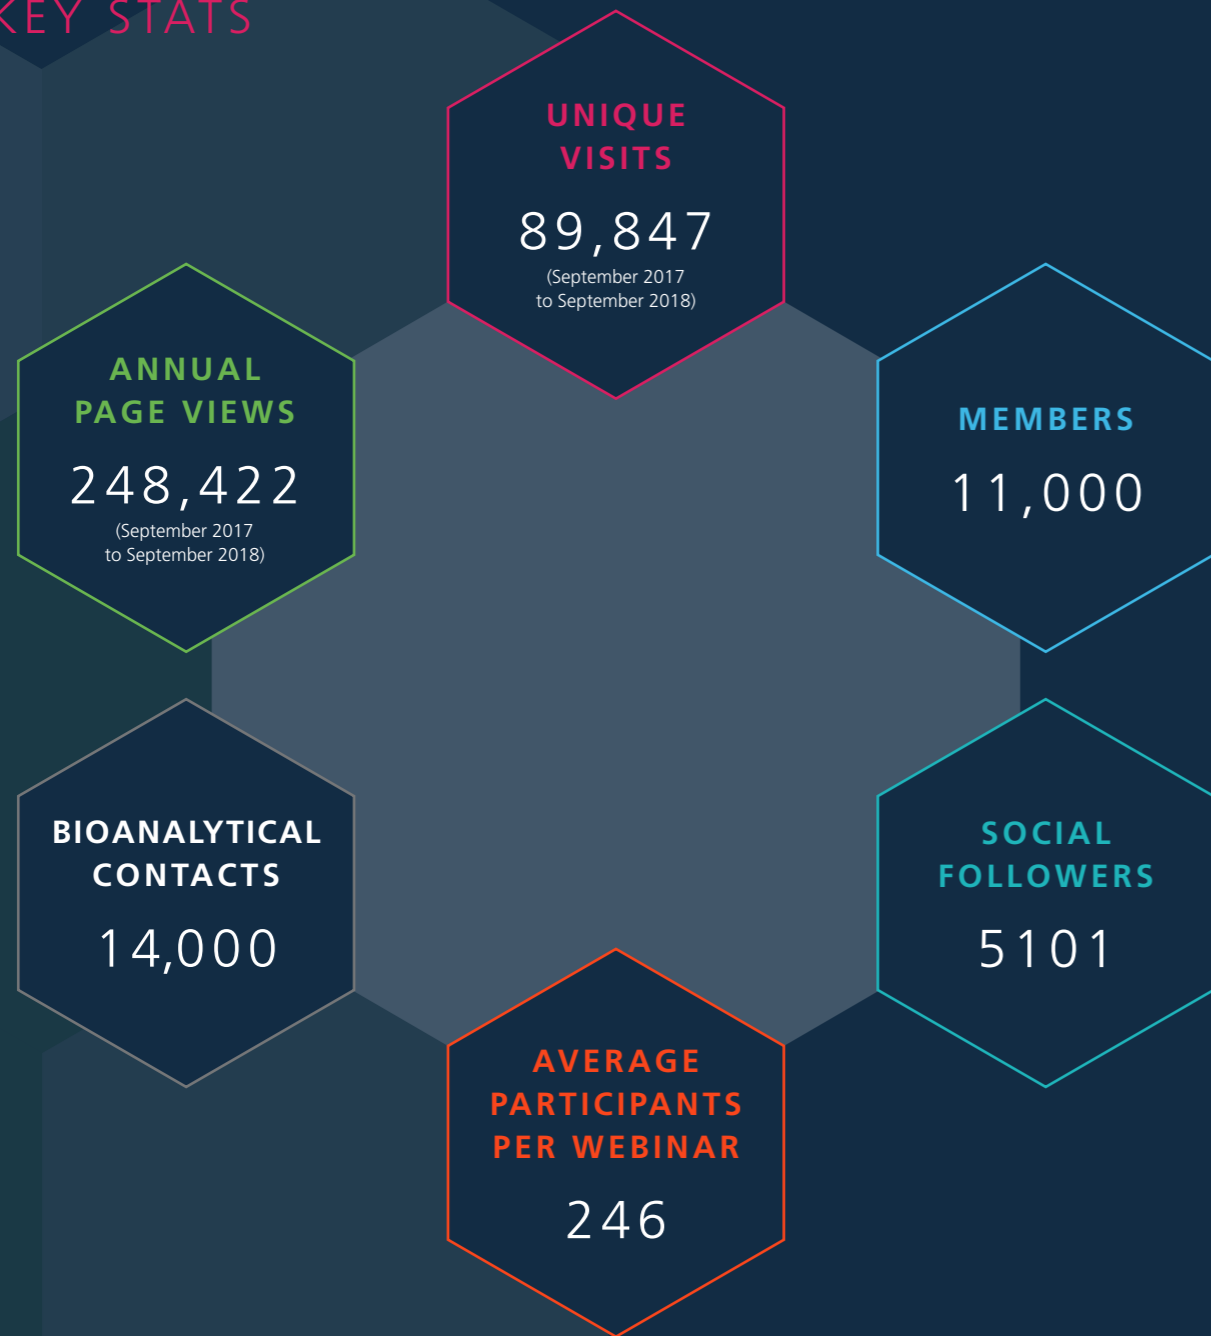 KEY STATS
UNIQUE
VISITS
89,847
(September 2017
to September 2018)
ANNUAL
PAGE VIEWS
248,422
(September 2017
to September 2018)
MEMBERS
11,000
BIOANALYTICAL
CONTACTS
14,000
SOCIAL
FOLLOWERS
5101
AVERAGE
PARTICIPANTS
PER WEBINAR
246